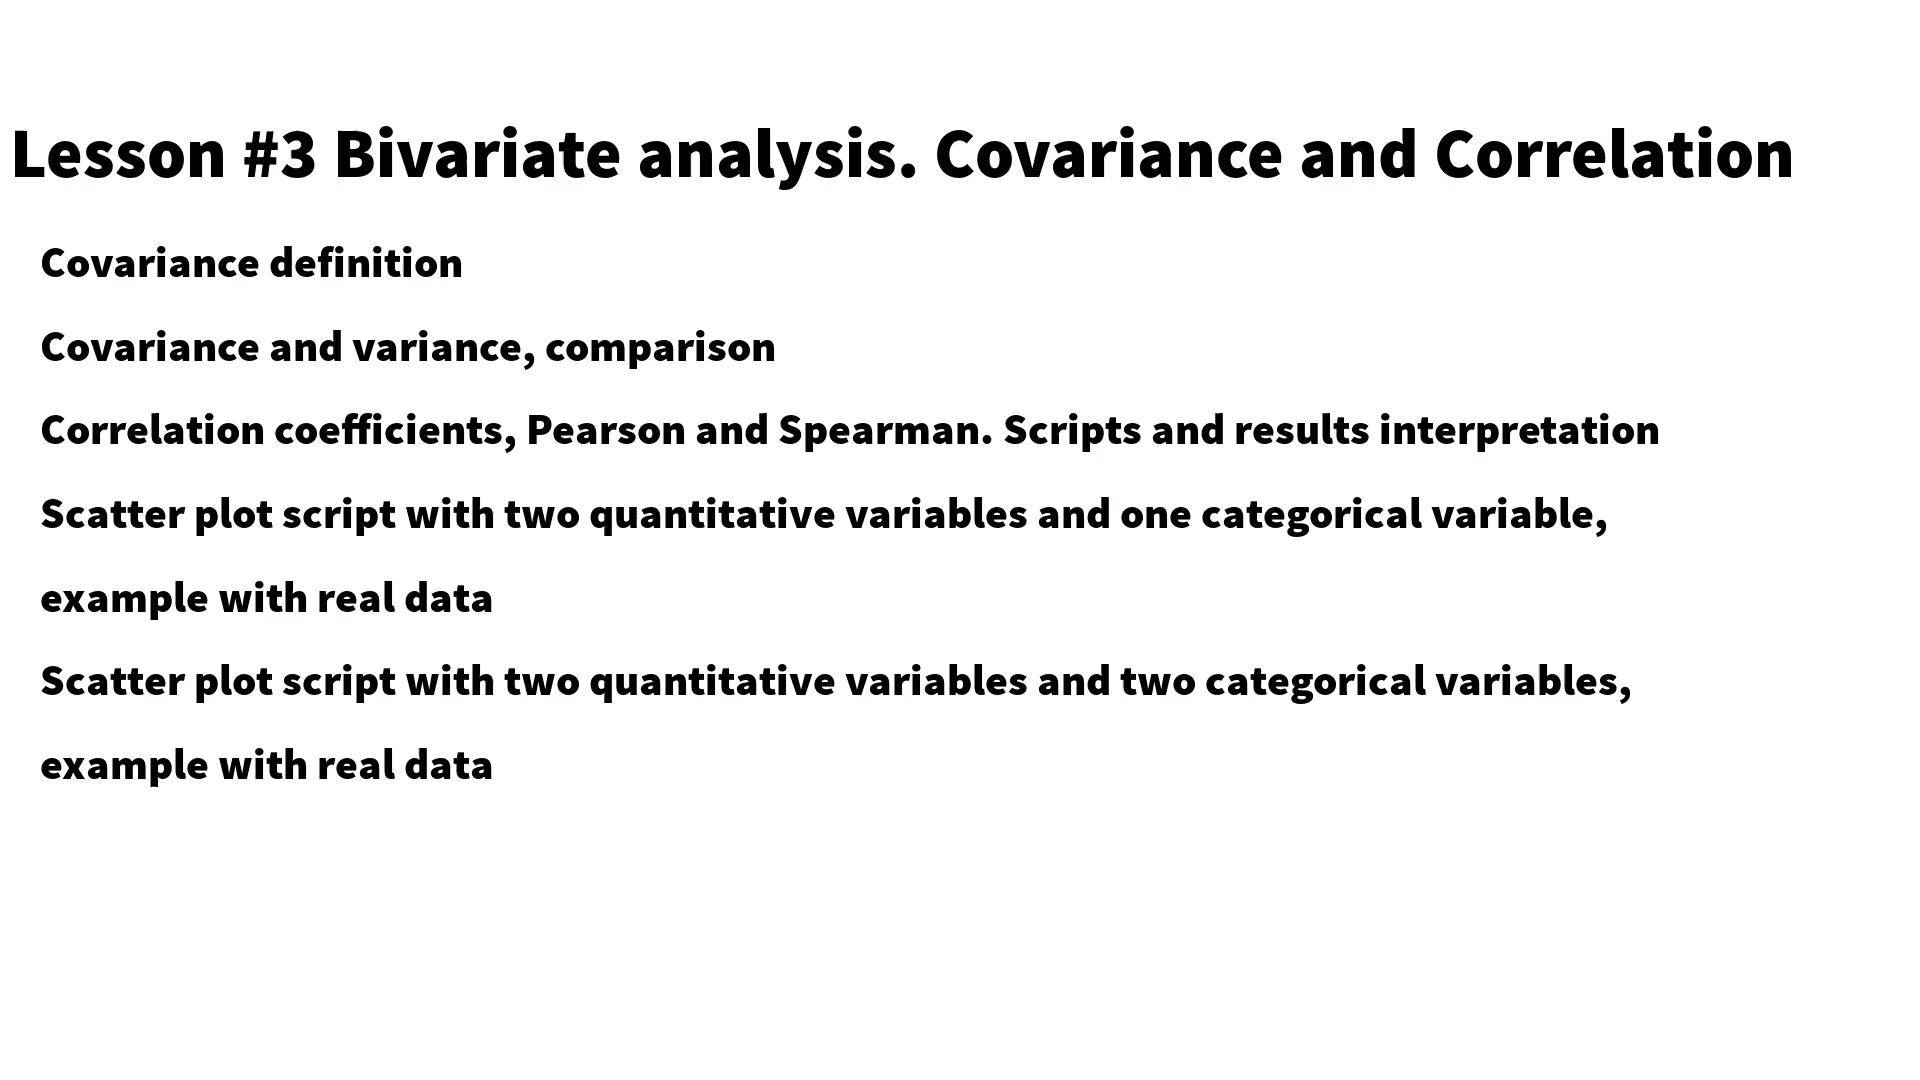 Lesson #3 Bivariate analysis. Covariance and Correlation
Covariance definition
Covariance and variance, comparison
Correlation coefficients, Pearson and Spearman. Scripts and results interpretation
Scatter plot script with two quantitative variables and one categorical variable,
example with real data
Scatter plot script with two quantitative variables and two categorical variables,
example with real data